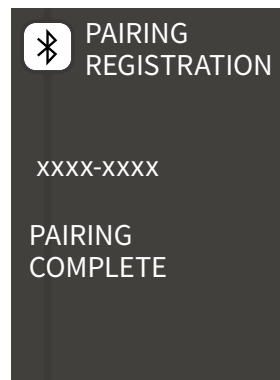 PAIRING
REGISTRATION
xxxx-xxxx
PAIRING
COMPLETE